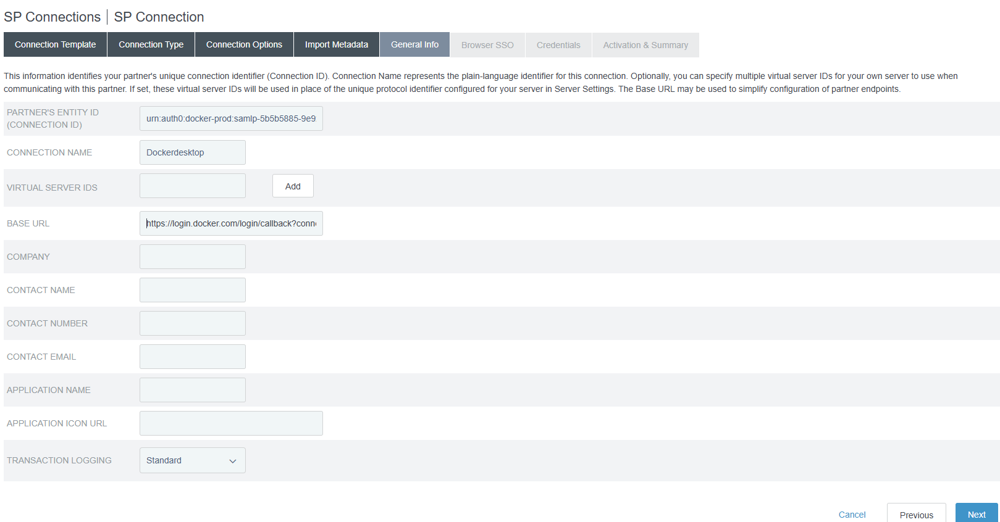 SP Connections | SP Connection
Connection Template
Connection Type
Connection Options
Import Metadata
General Info
Browser SSO
Credentials
Activation & Summary
This information identifies your partner's unique connection identifier (Connection ID). Connection Name represents the plain-language identifier for this connection. Optionally, you can specify multiple virtual server IDs for your own server to use when
communicating with this partner. If set, these virtual server IDs will be used in place of the unique protocol identifier configured for your server in Server Settings. The Base URL may be used to simplify configuration of partner endpoints.
PARTNER'S ENTITY ID
(CONNECTION ID)
urn:auth0:docker-prod:samlp-5b5b5885-9e9
CONNECTION NAME
Dockerdesktop
VIRTUAL SERVER IDS
Add
BASE URL
https://login.docker.com/login/callback?conne
COMPANY
CONTACT NAME
CONTACT NUMBER
CONTACT EMAIL
APPLICATION NAME
APPLICATION ICON URL
TRANSACTION LOGGING
Standard
Cancel
Previous
Next